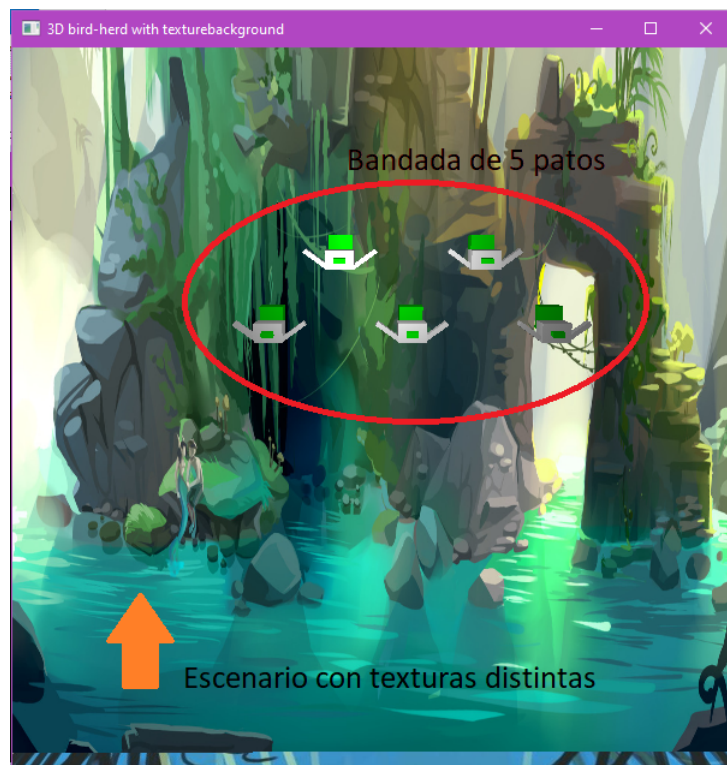 3D bird-herd with texturebackground
Bandada de 5 patos
Escenario con texturas distintas